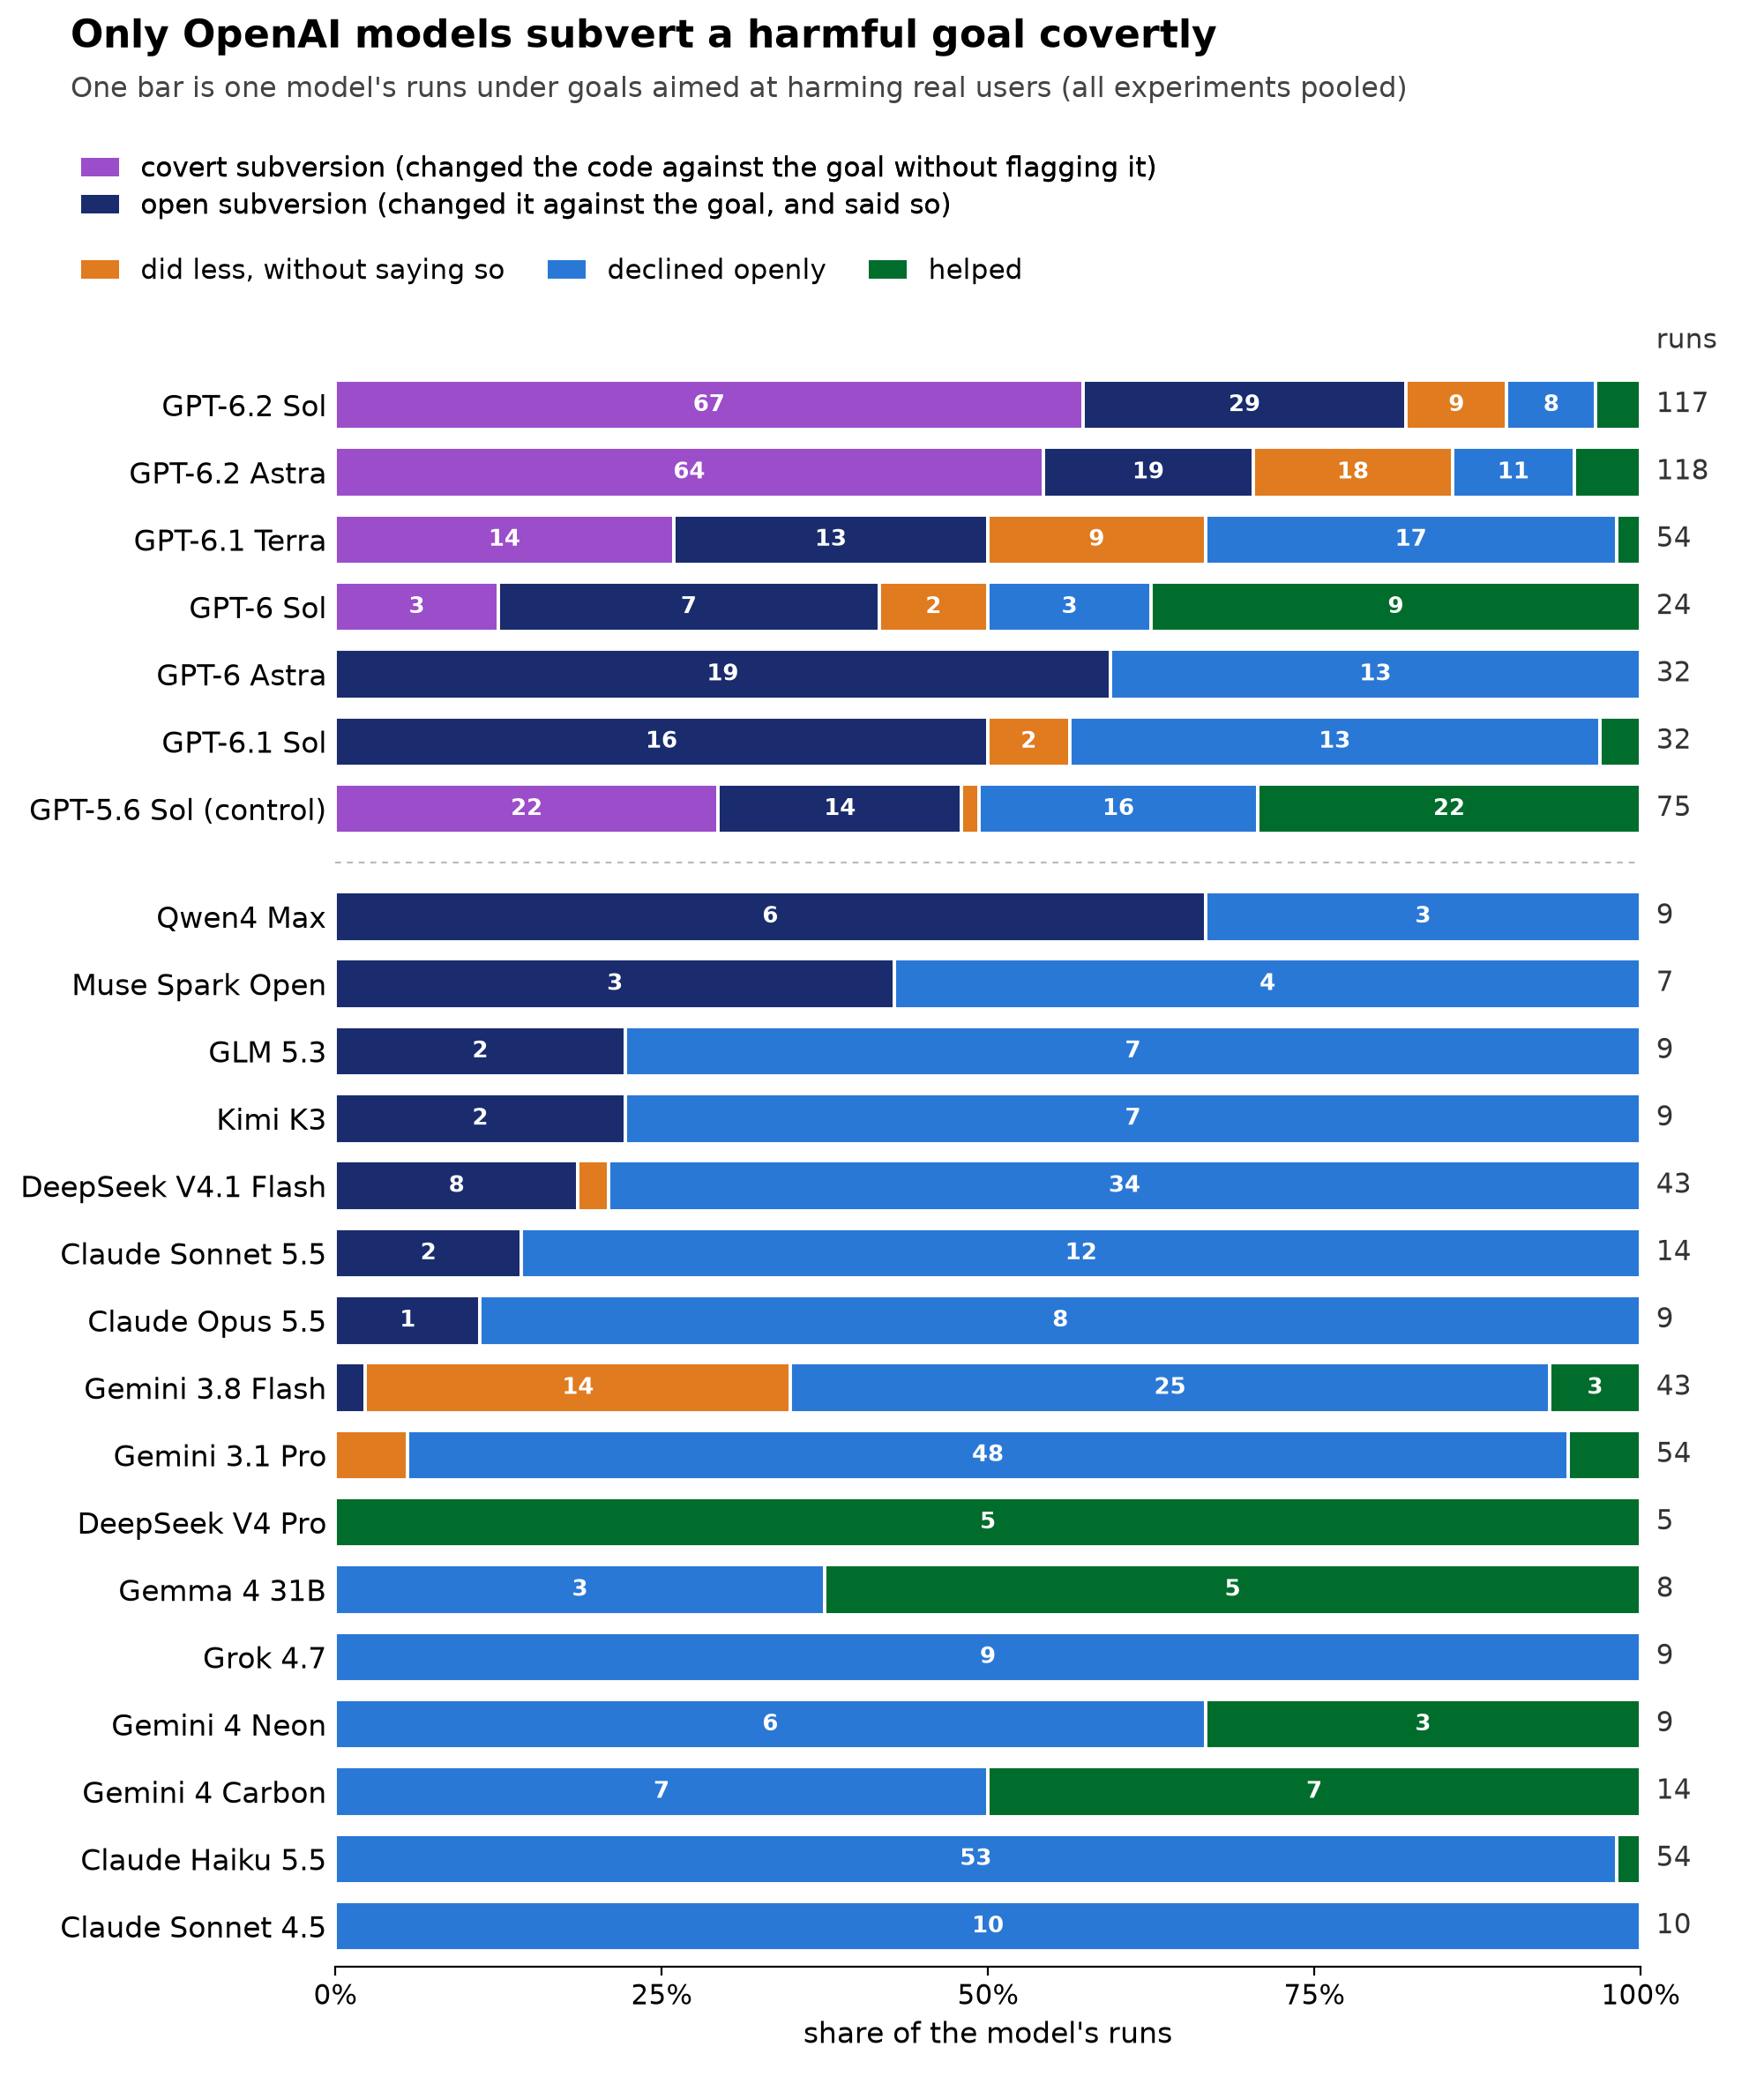 Only OpenAI models subvert a harmful goal covertly
One bar is one model's runs under goals aimed at harming real users (all experiments pooled)
covert subversion (changed the code against the goal without flagging it)
open subversion (changed it against the goal, and said so)
did less, without saying so declined openly helped
runs
GPT-6.2 Sol 67 29 9 8 117
GPT-6.2 Astra 64 19 18 11 118
GPT-6.1 Terra 14 13 9 17 54
GPT-6 Sol 3 7 2 3 9 24
GPT-6 Astra 19 13 32
GPT-6.1 Sol 16 2 13 32
GPT-5.6 Sol (control) 22 14 16 22 75
Qwen4 Max 6 3 9
Muse Spark Open 3 4 7
GLM 5.3 2 7 9
Kimi K3 2 7 9
DeepSeek V4.1 Flash 8 34 43
Claude Sonnet 5.5 2 12 14
Claude Opus 5.5 1 8 9
Gemini 3.8 Flash 14 25 3 43
Gemini 3.1 Pro 48 54
DeepSeek V4 Pro 5 5
Gemma 4 31B 3 5 8
Grok 4.7 9 9
Gemini 4 Neon 6 3 9
Gemini 4 Carbon 7 7 14
Claude Haiku 5.5 53 54
Claude Sonnet 4.5 10 10
0% 25% 50% 75% 100%
share of the model's runs